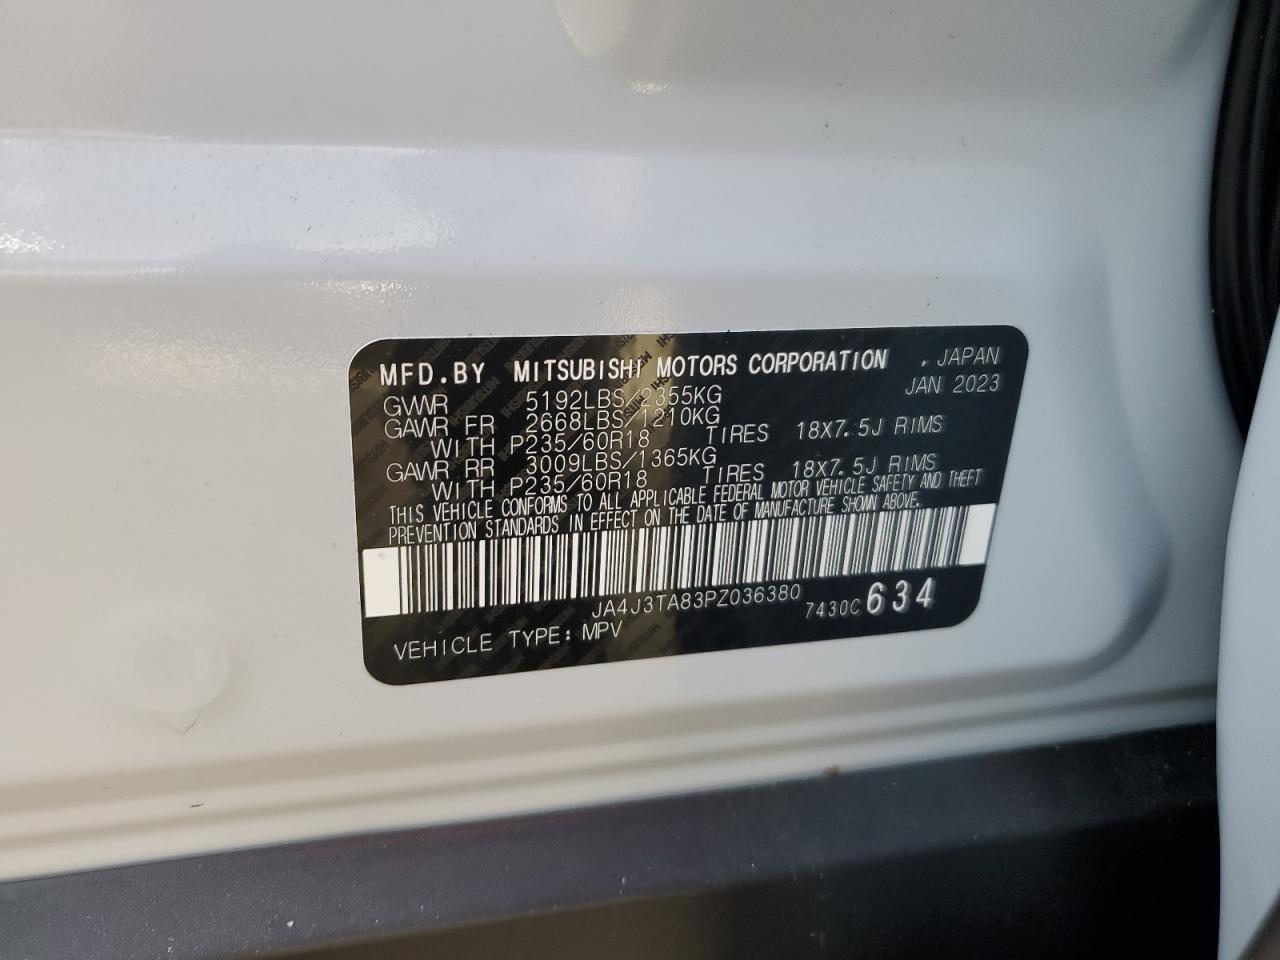 MFD.BY MITSUBISHI MOTORS CORPORATION , JAPAN
JAN 2023
GVWR 5192LBS/2355KG
GAWR FR 2668LBS/1210KG
WITH P235/60R18 TIRES 18X7.5J RIMS
GAWR RR 3009LBS/1365KG
WITH P235/60R18 TIRES 18X7.5J RIMS
THIS VEHICLE CONFORMS TO ALL APPLICABLE FEDERAL MOTOR VEHICLE SAFETY AND THEFT
PREVENTION STANDARDS IN EFFECT ON THE DATE OF MANUFACTURE SHOWN ABOVE.
JA4J3TA83PZ036380
7430C 634
VEHICLE TYPE: MPV